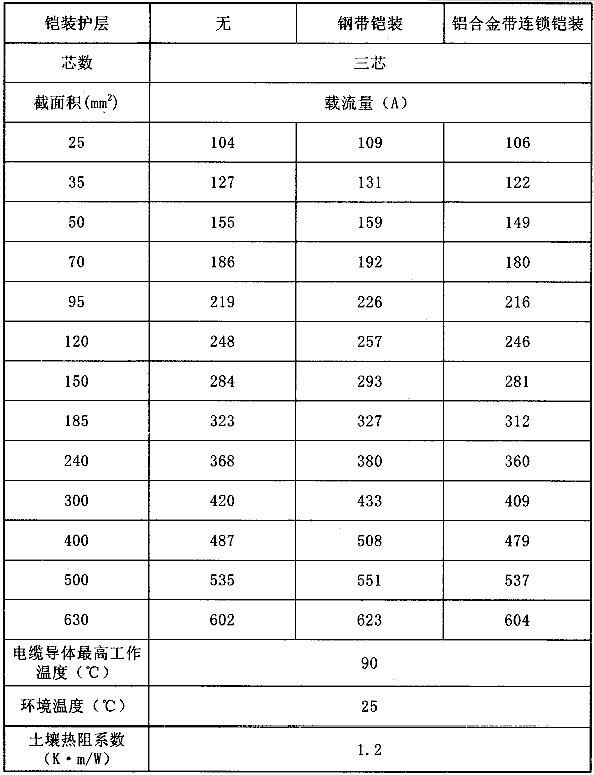 铠装护层 无 钢带铠装 铝合金带连锁铠装
芯数 三芯
截面积(mm²) 载流量(A)
25 104 109 106
35 127 131 122
50 155 159 149
70 186 192 180
95 219 226 216
120 248 257 246
150 284 293 281
185 323 327 312
240 368 380 360
300 420 433 409
400 487 508 479
500 535 551 537
630 602 623 604
电缆导体最高工作
温度(℃) 90
环境温度(℃) 25
土壤热阻系数
(K·m/W) 1.2